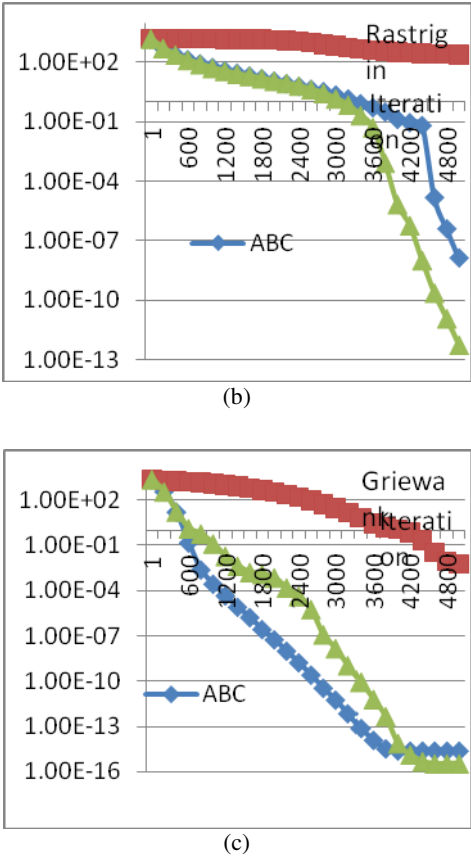 Rastrig
in
Iterati
on
1.00E+02
1.00E-01
1.00E-04
1.00E-07
1.00E-10
1.00E-13
1
600
1200
1800
2400
3000
3600
4200
4800
ABC
(b)
Griewa
nk
Iterati
on
1.00E+02
1.00E-01
1.00E-04
1.00E-07
1.00E-10
1.00E-13
1.00E-16
1
600
1200
1800
2400
3000
3600
4200
4800
ABC
(c)